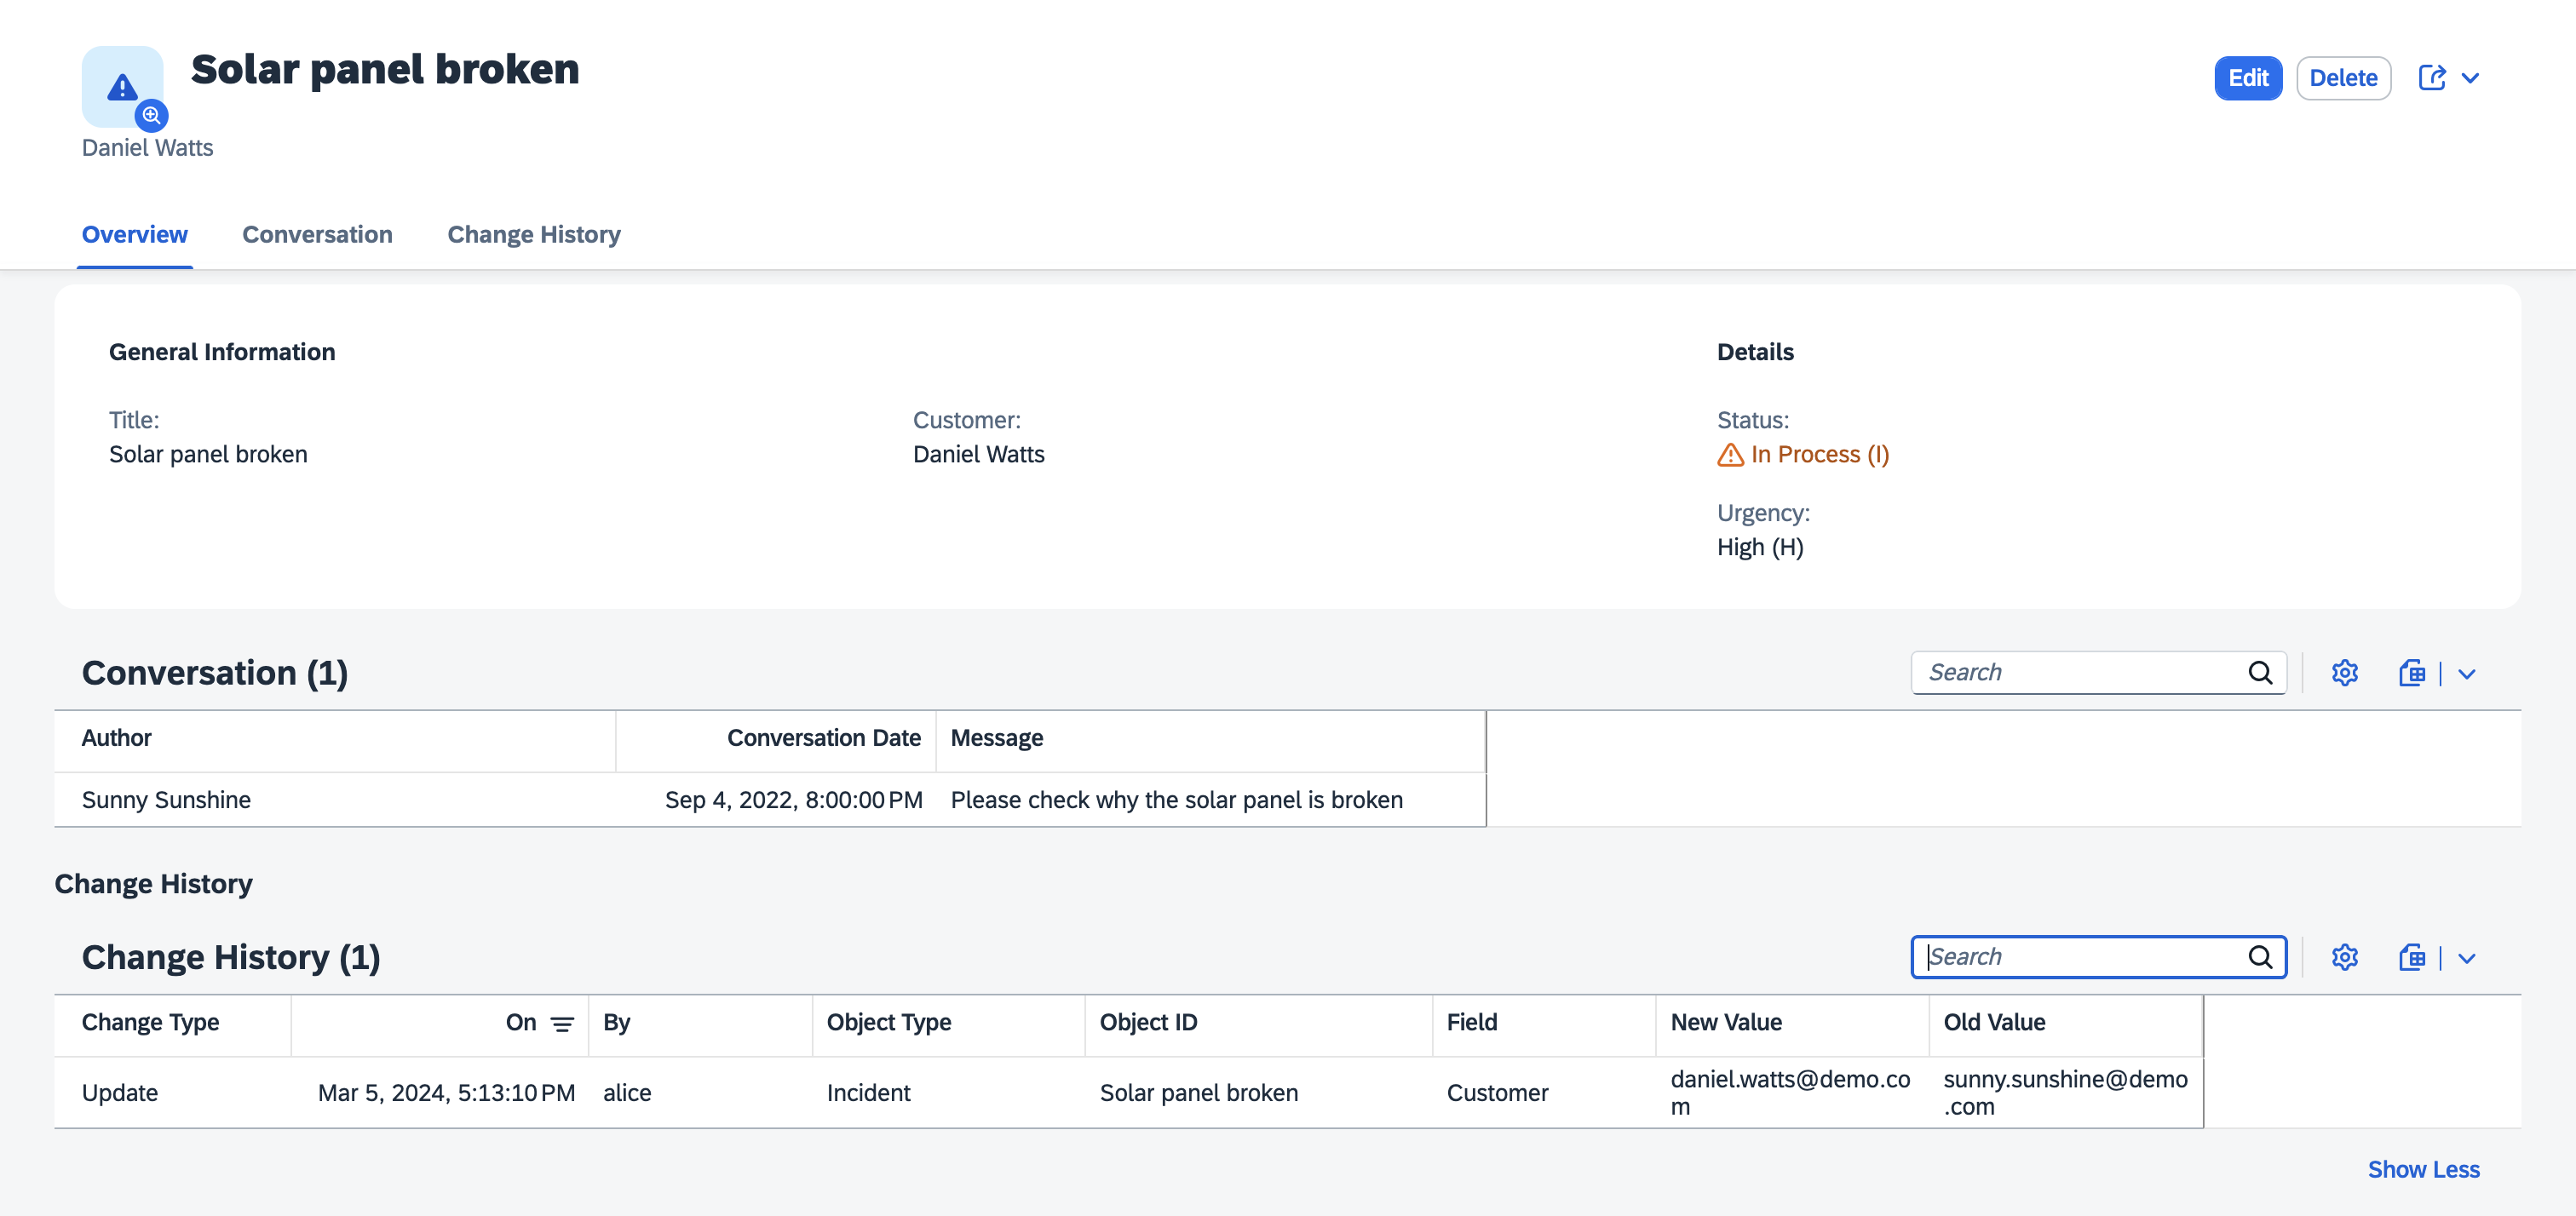 Solar panel broken
Edit
Delete
Daniel Watts
Overview
Conversation
Change History
General Information
Details
Title:
Customer:
Status:
Solar panel broken
Daniel Watts
In Process (I)
Urgency:
High (H)
Conversation (1)
Search
Author
Conversation Date
Message
Sunny Sunshine
Sep 4, 2022, 8:00:00 PM
Please check why the solar panel is broken
Change History
Change History (1)
Search
Change Type
On
By
Object Type
Object ID
Field
New Value
Old Value
Update
Mar 5, 2024, 5:13:10 PM
alice
Incident
Solar panel broken
Customer
daniel.watts@demo.co
m
sunny.sunshine@demo
.com
Show Less